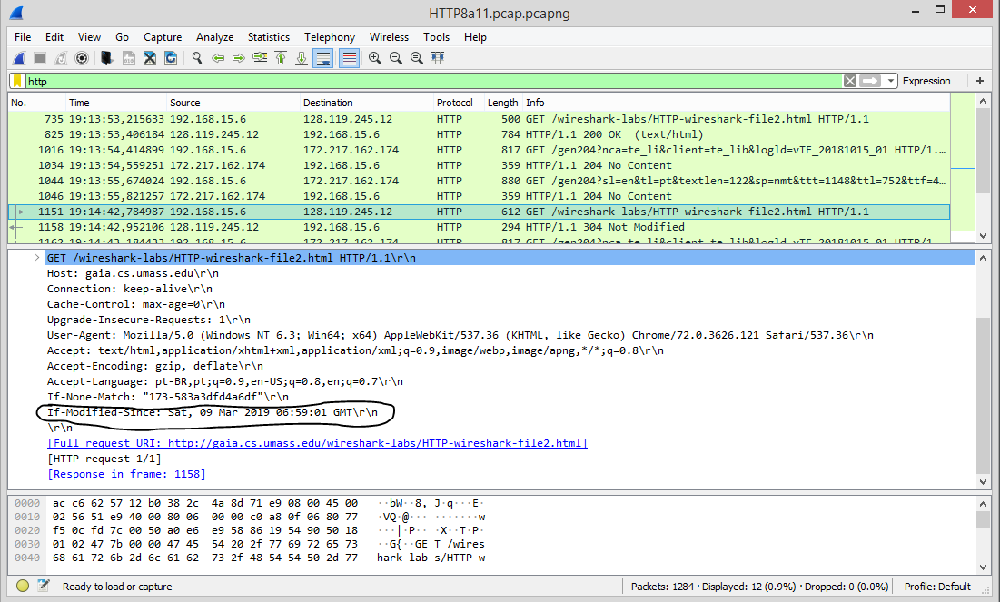 HTTP8a11.pcap.pcapng
File Edit View Go Capture Analyze Statistics Telephony Wireless Tools Help
http Expression... +
No. Time Source Destination Protocol Length Info
735 19:13:53,215633 192.168.15.6 128.119.245.12 HTTP 500 GET /wireshark-labs/HTTP-wireshark-file2.html HTTP/1.1
825 19:13:53,406184 128.119.245.12 192.168.15.6 HTTP 784 HTTP/1.1 200 OK (text/html)
1016 19:13:54,414899 192.168.15.6 172.217.162.174 HTTP 817 GET /gen204?nca=te_li&client=te_lib&logld=vTE_20181015_01 HTTP/1.…
1034 19:13:54,559251 172.217.162.174 192.168.15.6 HTTP 359 HTTP/1.1 204 No Content
1044 19:13:55,674024 192.168.15.6 172.217.162.174 HTTP 880 GET /gen204?sl=en&tl=pt&textlen=122&sp=nmt&ttt=1148&ttl=752&ttf=4…
1046 19:13:55,821257 172.217.162.174 192.168.15.6 HTTP 359 HTTP/1.1 204 No Content
1151 19:14:42,784987 192.168.15.6 128.119.245.12 HTTP 612 GET /wireshark-labs/HTTP-wireshark-file2.html HTTP/1.1
1158 19:14:42,952106 128.119.245.12 192.168.15.6 HTTP 294 HTTP/1.1 304 Not Modified
1162 19:14:43,184433 192.168.15.6 172.217.162.174 HTTP 817 GET /gen204?nca=te_li&client=te_lib&logld=vTE_20181015_01 HTTP/1.
GET /wireshark-labs/HTTP-wireshark-file2.html HTTP/1.1\r\n
Host: gaia.cs.umass.edu\r\n
Connection: keep-alive\r\n
Cache-Control: max-age=0\r\n
Upgrade-Insecure-Requests: 1\r\n
User-Agent: Mozilla/5.0 (Windows NT 6.3; Win64; x64) AppleWebKit/537.36 (KHTML, like Gecko) Chrome/72.0.3626.121 Safari/537.36\r\n
Accept: text/html,application/xhtml+xml,application/xml;q=0.9,image/webp,image/apng,*/*;q=0.8\r\n
Accept-Encoding: gzip, deflate\r\n
Accept-Language: pt-BR,pt;q=0.9,en-US;q=0.8,en;q=0.7\r\n
If-None-Match: "173-583a3dfd4a6df"\r\n
If-Modified-Since: Sat, 09 Mar 2019 06:59:01 GMT\r\n
\r\n
[Full request URI: http://gaia.cs.umass.edu/wireshark-labs/HTTP-wireshark-file2.html]
[HTTP request 1/1]
[Response in frame: 1158]
0000 ac c6 62 57 12 b0 38 2c 4a 8d 71 e9 08 00 45 00 ··bW··8, J·q···E·
0010 02 56 51 e9 40 00 80 06 00 00 c0 a8 0f 06 80 77 ·VQ·@··· ·······w
0020 f5 0c fd 7c 00 50 a0 e6 e9 58 86 19 54 90 50 18 ···|·P·· ·X··T·P·
0030 01 02 47 7b 00 00 47 45 54 20 2f 77 69 72 65 73 ··G{··GE T /wires
0040 68 61 72 6b 2d 6c 61 62 73 2f 48 54 54 50 2d 77 hark-lab s/HTTP-w
Ready to load or capture Packets: 1284 · Displayed: 12 (0.9%) · Dropped: 0 (0.0%) Profile: Default